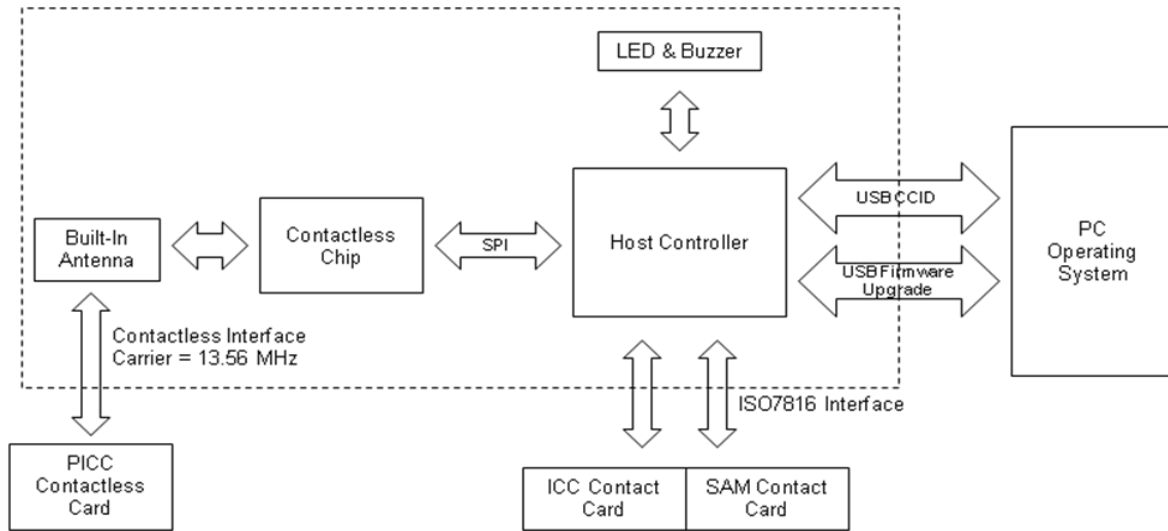 LED & Buzzer
Built-In
Antenna
Contactless
Chip
SPI
Host Controller
USB CCID
USB Firmware
Upgrade
PC
Operating
System
Contactless Interface
Carrier = 13.56 MHz
ISO7816 Interface
PICC
Contactless
Card
ICC Contact
Card
SAM Contact
Card